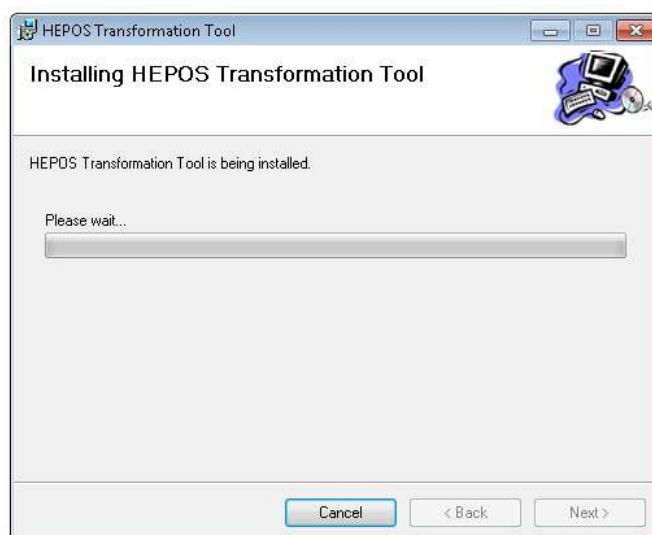 HEPOS Transformation Tool
Installing HEPOS Transformation Tool
HEPOS Transformation Tool is being installed.
Please wait...
Cancel
< Back
Next >